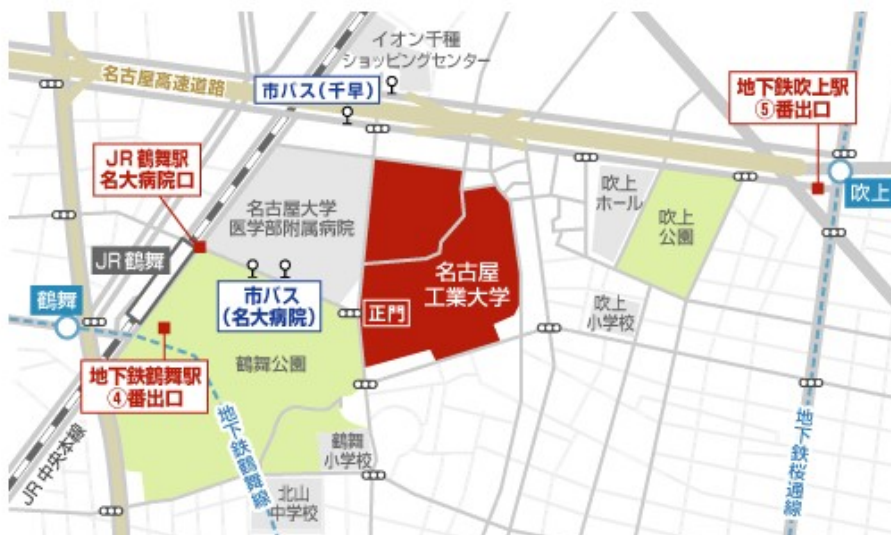 イオン千種
ショッピングセンター
名古屋高速道路
市バス(千早)
地下鉄吹上駅
⑤番出口
JR鶴舞駅
名大病院口
名古屋大学
医学部附属病院
吹上
ホール
吹上
公園
吹上
JR鶴舞
名古屋
工業大学
市バス
(名大病院)
正門
鶴舞
吹上
小学校
地下鉄鶴舞駅
④番出口
鶴舞公園
地下鉄鶴舞線
地下鉄桜通線
JR中央本線
鶴舞
小学校
北山
中学校